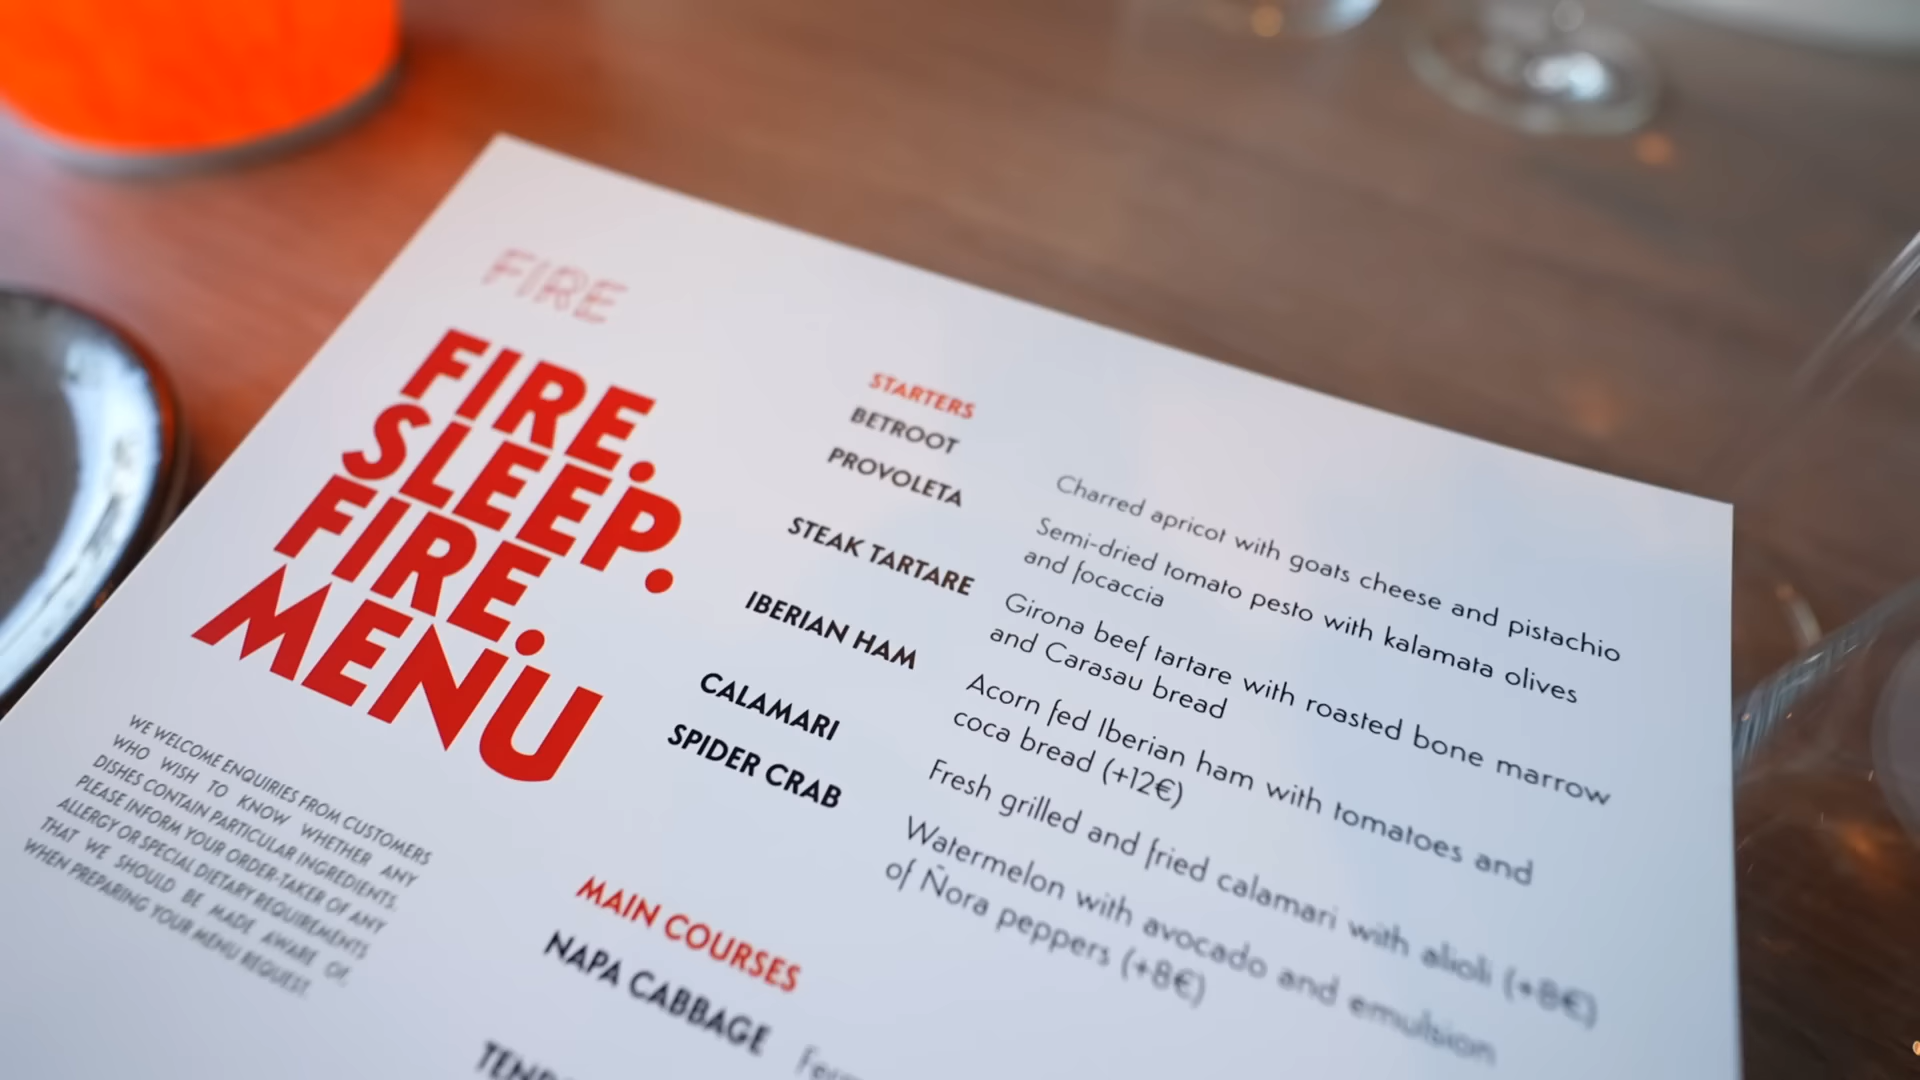 FIRE
FIRE.
SLEEP.
FIRE.
MENU
WE WELCOME ENQUIRIES FROM CUSTOMERS
WHO WISH TO KNOW WHETHER ANY
DISHES CONTAIN PARTICULAR INGREDIENTS.
PLEASE INFORM YOUR ORDER-TAKER OF ANY
ALLERGY OR SPECIAL DIETARY REQUIREMENTS
THAT WE SHOULD BE MADE AWARE OF,
WHEN PREPARING YOUR MENU REQUEST.
STARTERS
BETROOT
Charred apricot with goats cheese and pistachio
PROVOLETA
Semi-dried tomato pesto with kalamata olives
and focaccia
STEAK TARTARE
Girona beef tartare with roasted bone marrow
and Carasau bread
IBERIAN HAM
Acorn fed Iberian ham with tomatoes and
coca bread (+12€)
CALAMARI
Fresh grilled and fried calamari with alioli (+8€)
SPIDER CRAB
Watermelon with avocado and emulsion
of Ñora peppers (+8€)
MAIN COURSES
NAPA CABBAGE